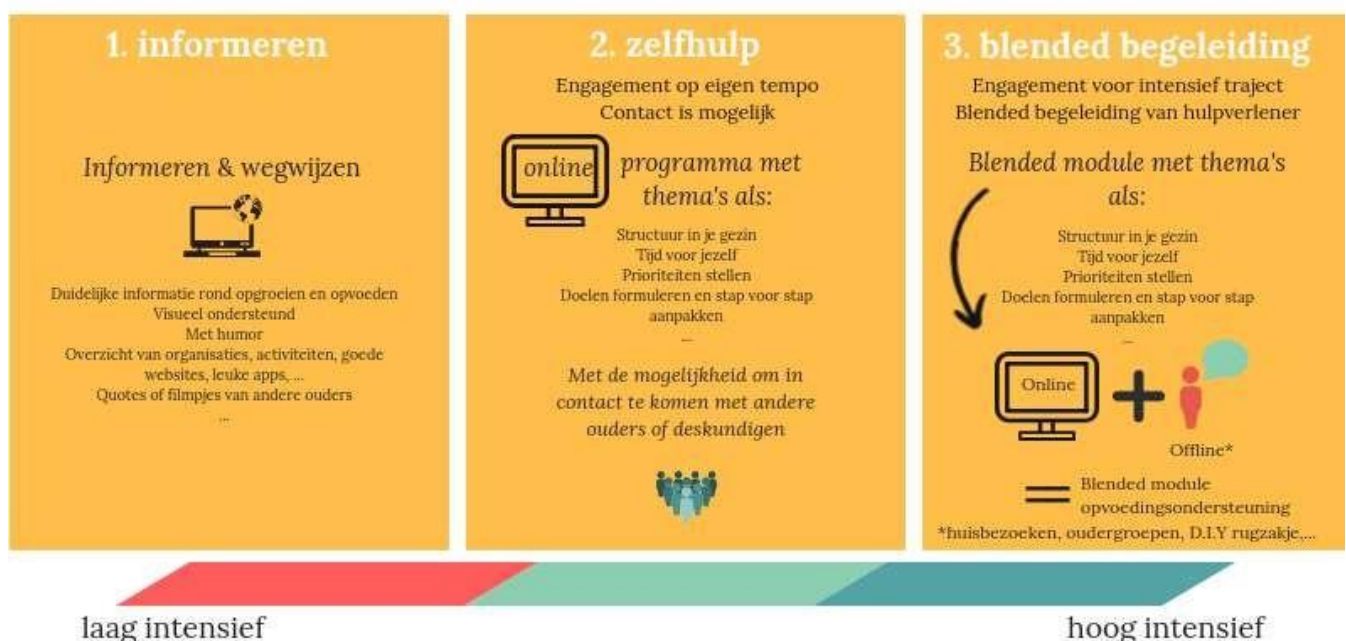 1. informeren
Informeren & wegwijzen
Duidelijke informatie rond opgroeien en opvoeden
Visueel ondersteund
Met humor
Overzicht van organisaties, activiteiten, goede
websites, leuke apps, ...
Quotes of filmpjes van andere ouders
...
2. zelfhulp
Engagement op eigen tempo
Contact is mogelijk
online
programma met
thema's als:
Structuur in je gezin
Tijd voor jezelf
Prioriteiten stellen
Doelen formuleren en stap voor stap
aanpakken
...
Met de mogelijkheid om in
contact te komen met andere
ouders of deskundigen
3. blended begeleiding
Engagement voor intensief traject
Blended begeleiding van hulpverlener
Blended module met thema's
als:
Structuur in je gezin
Tijd voor jezelf
Prioriteiten stellen
Doelen formuleren en stap voor stap
aanpakken
...
Online
Offline*
Blended module
opvoedingsondersteuning
*huisbezoeken, oudergroepen, D.I.Y rugzakje,...
laag intensief
hoog intensief